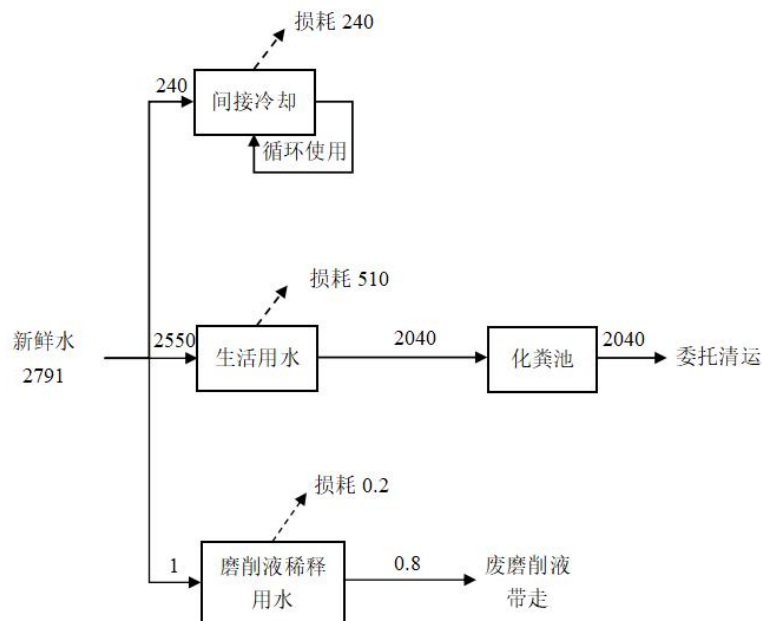 损耗 240
240
间接冷却
循环使用
损耗 510
新鲜水
2791
2550
生活用水
2040
化粪池
2040
委托清运
损耗 0.2
1
磨削液稀释
用水
0.8
废磨削液
带走